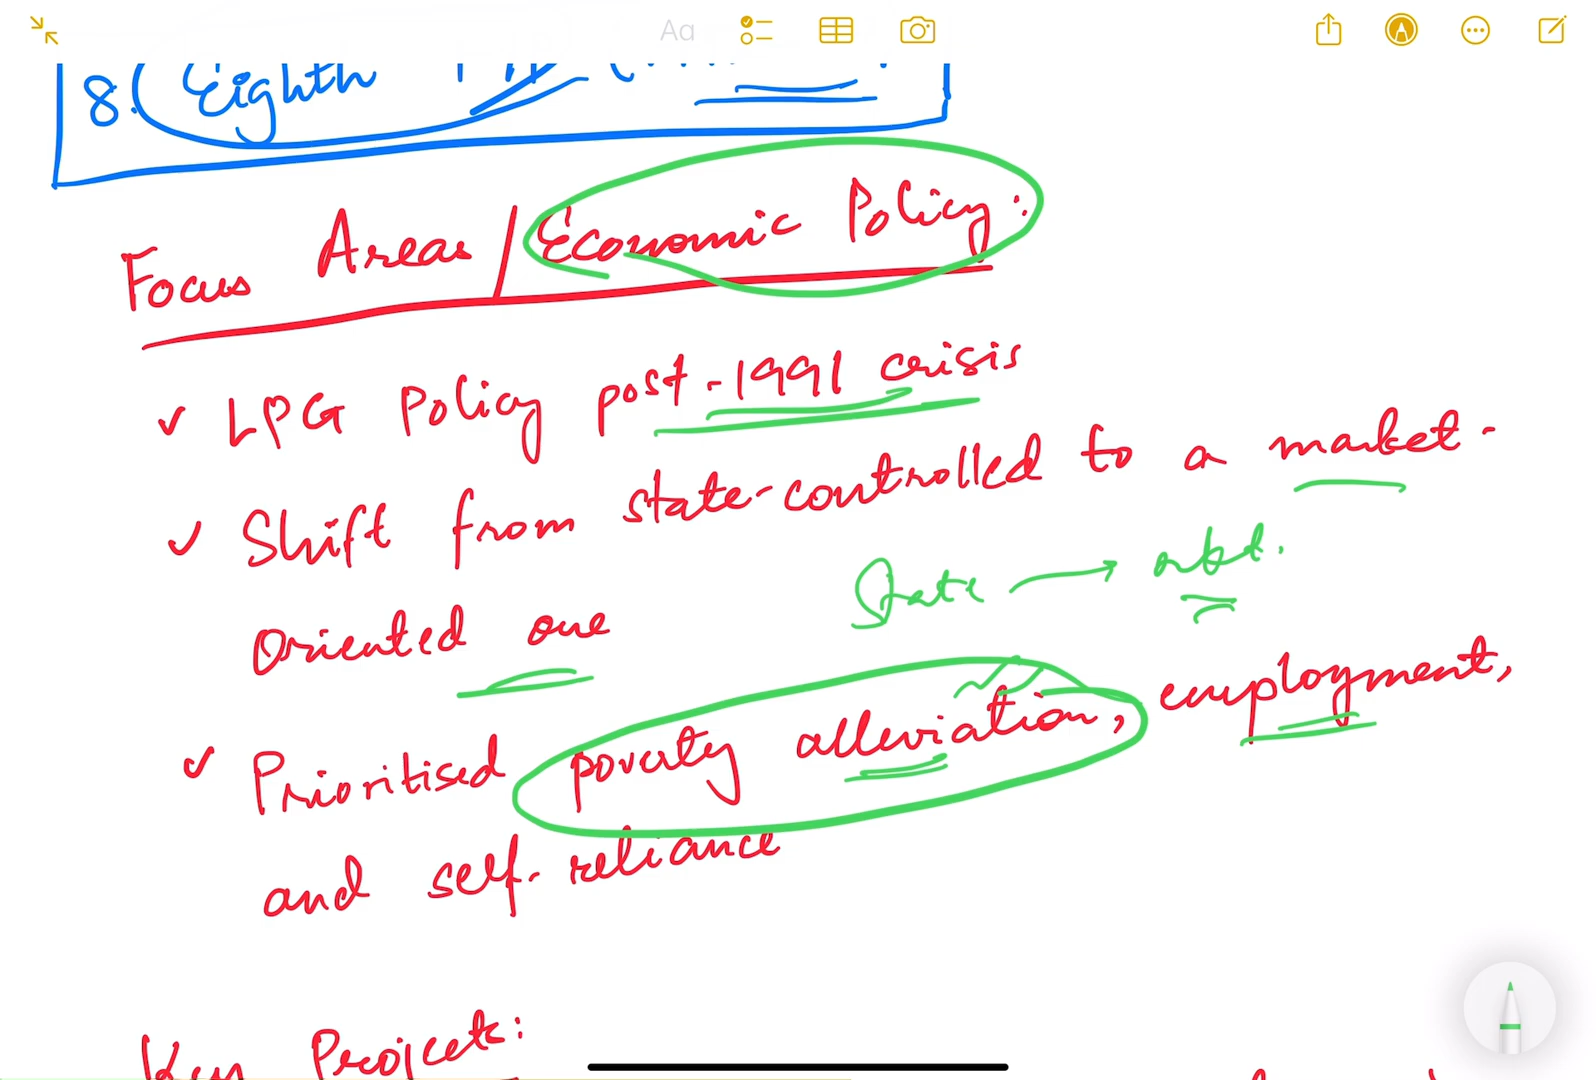 Aa
8. Eighth
Focus Areas / Economic Policy:
✓ LPG Policy post-1991 crisis
✓ Shift from state-controlled to a market-
State → mkt.
Oriented one
✓ Prioritised poverty alleviation, employment,
and self-reliance
Key Projects: